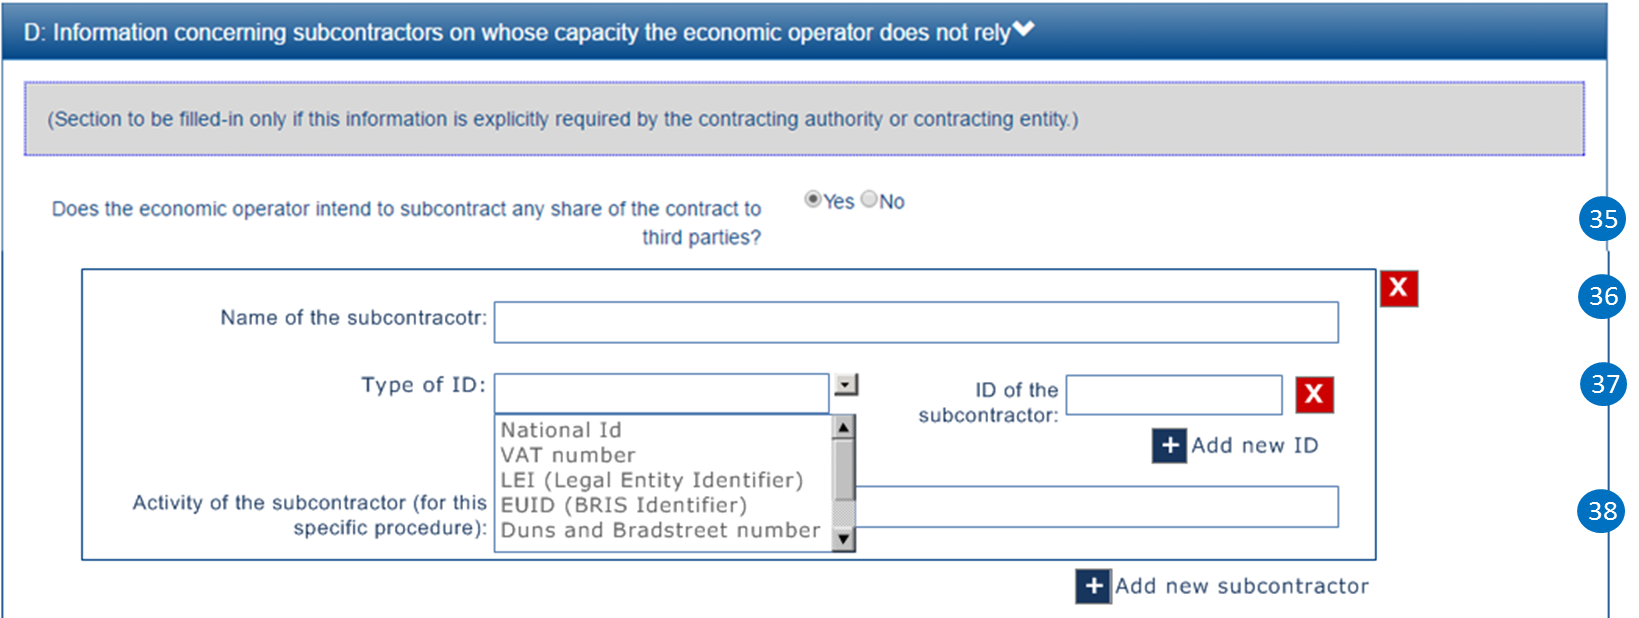 D: Information concerning subcontractors on whose capacity the economic operator does not rely
(Section to be filled-in only if this information is explicitly required by the contracting authority or contracting entity.)
Does the economic operator intend to subcontract any share of the contract to
third parties?
Yes No
35
X
36
Name of the subcontracotr:
Type of ID:
ID of the
subcontractor:
X
37
National Id
VAT number
LEI (Legal Entity Identifier)
EUID (BRIS Identifier)
Duns and Bradstreet number
+ Add new ID
Activity of the subcontractor (for this
specific procedure):
38
+ Add new subcontractor